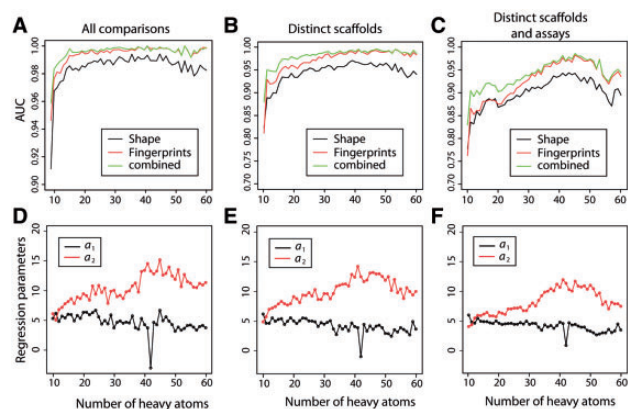 A All comparisons
B Distinct scaffolds
C Distinct scaffolds
and assays
AUC
1.00
0.98
0.96
0.94
0.92
0.90
Shape
Fingerprints
combined
10 20 30 40 50 60
1.00
0.95
0.90
0.85
0.80
0.75
0.70
Shape
Fingerprints
combined
10 20 30 40 50 60
1.00
0.95
0.90
0.85
0.80
0.75
0.70
Shape
Fingerprints
combined
10 20 30 40 50 60
D
E
F
Regression parameters
20
15
10
5
0
a1
a2
10 20 30 40 50 60
Number of heavy atoms
20
15
10
5
0
a1
a2
10 20 30 40 50 60
Number of heavy atoms
20
15
10
5
0
a1
a2
10 20 30 40 50 60
Number of heavy atoms